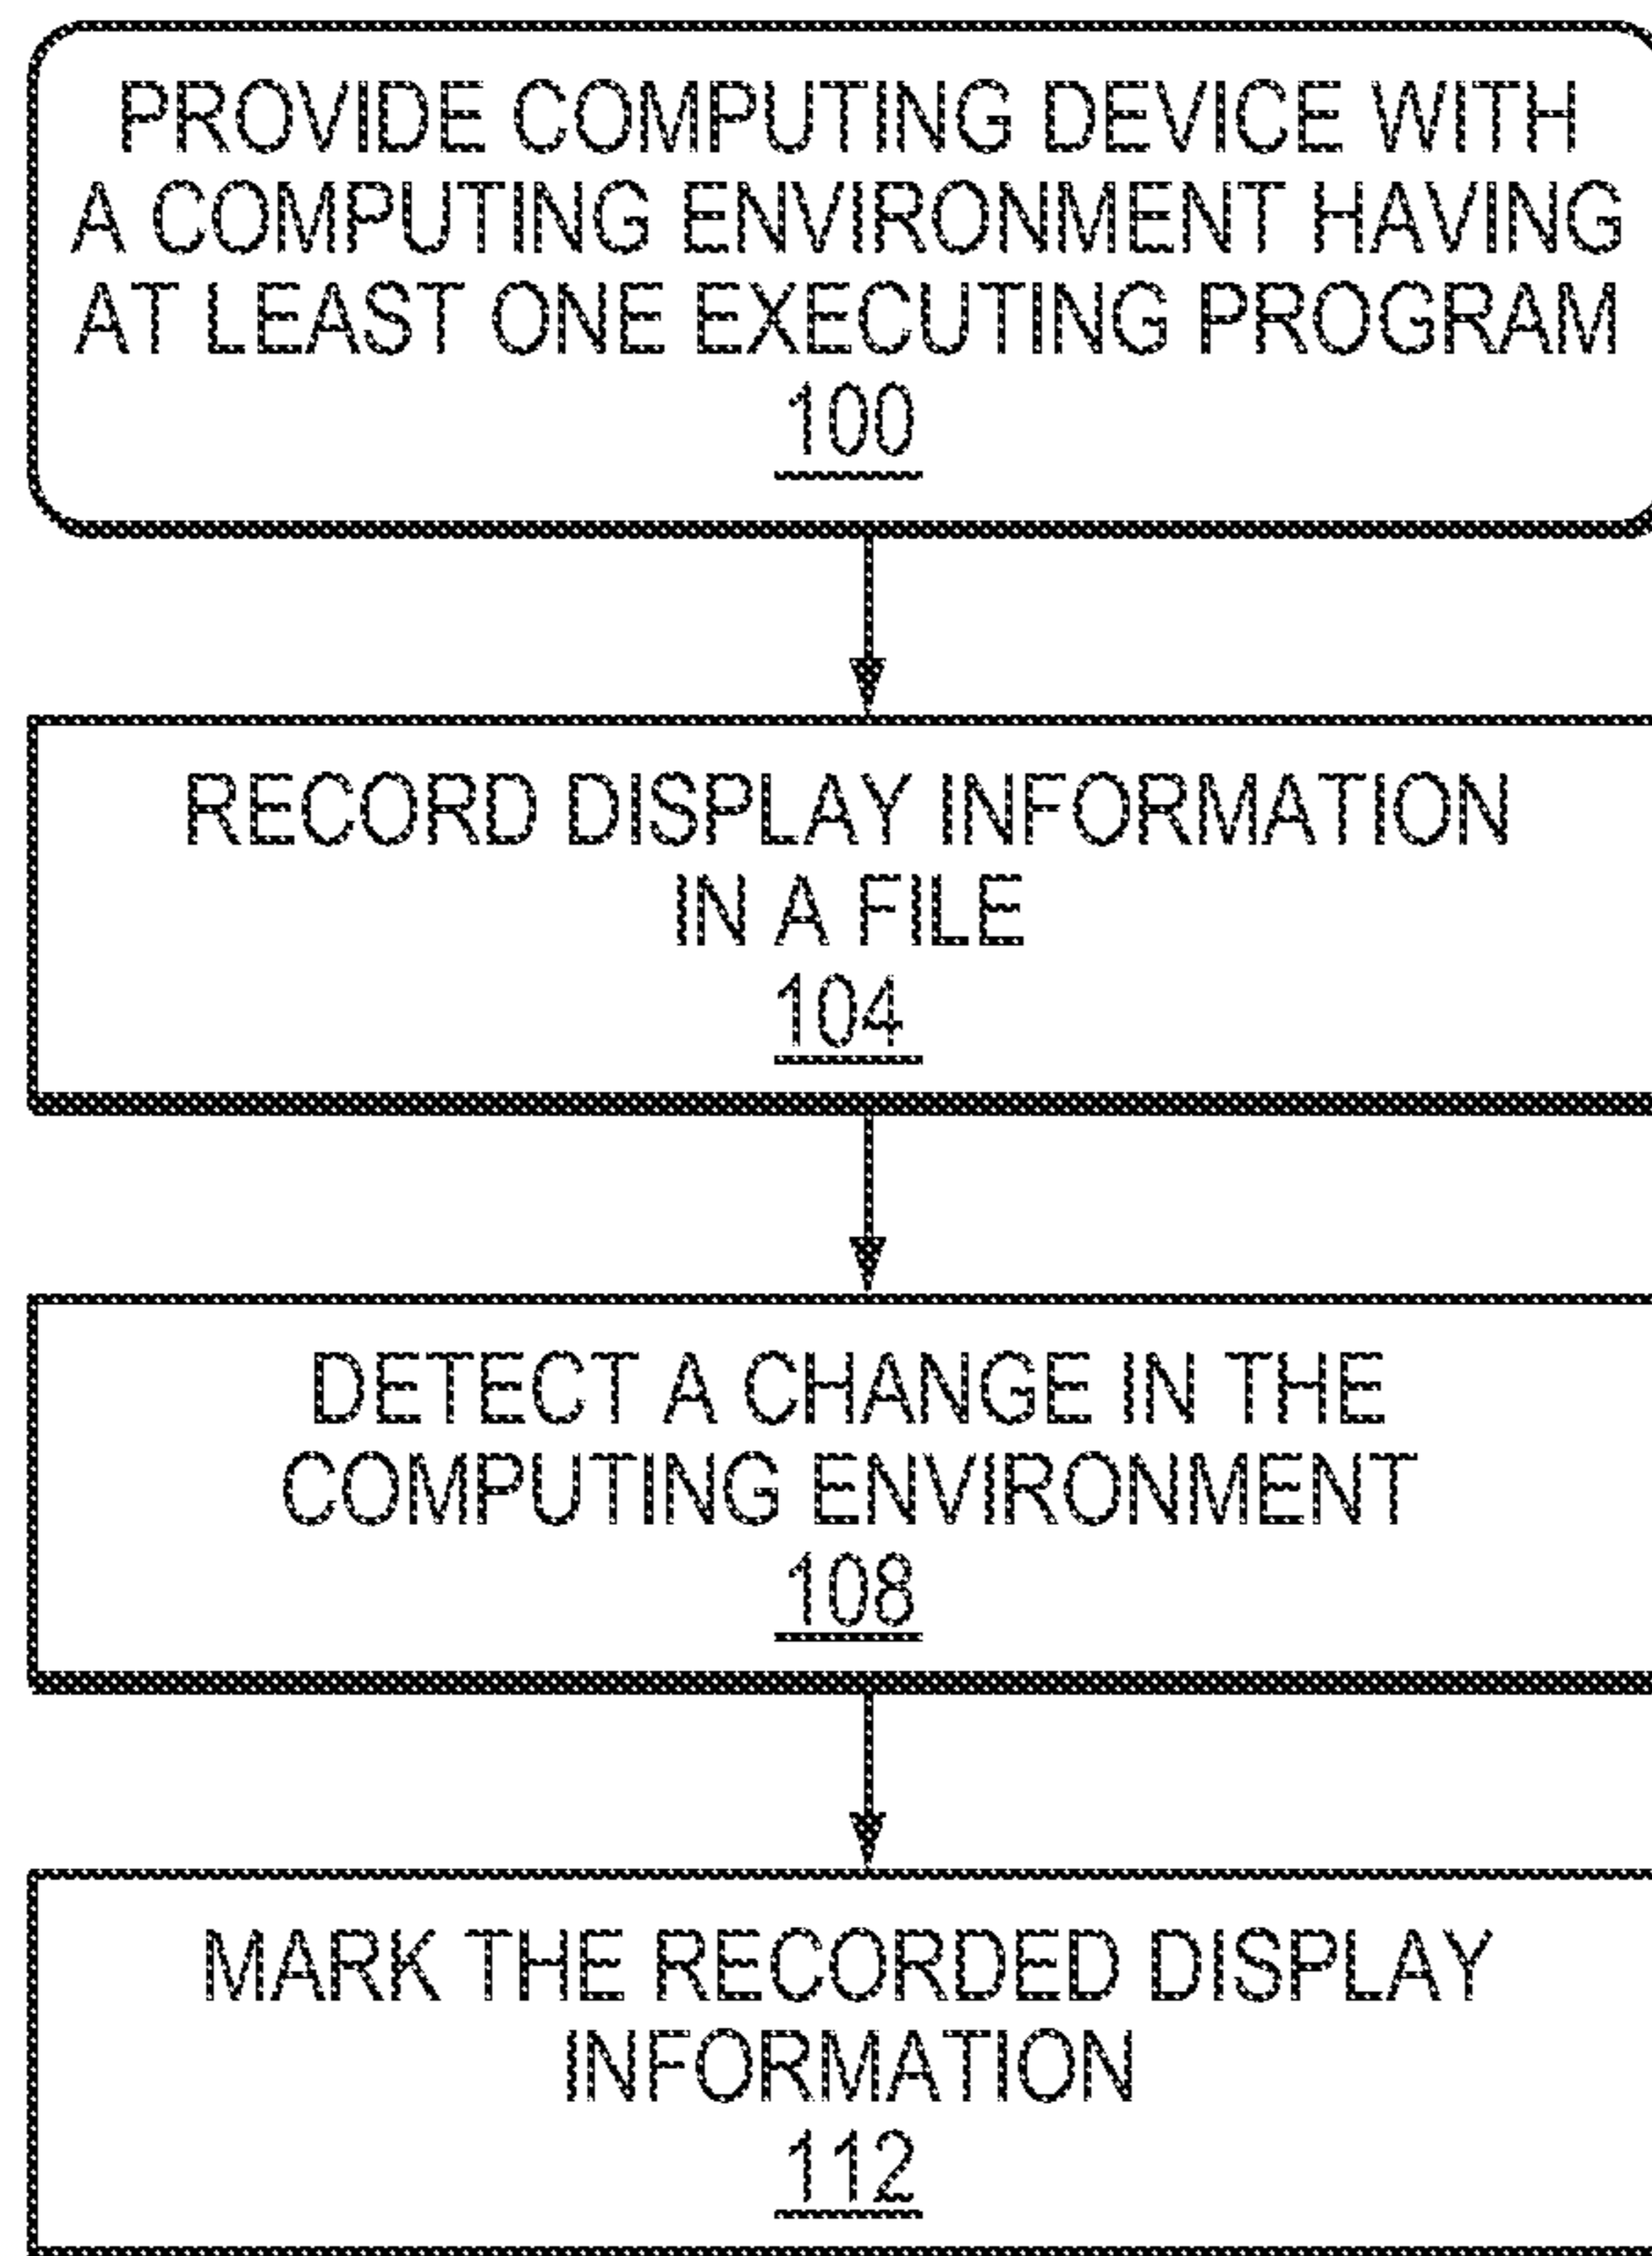 PROVIDE COMPUTING DEVICE WITH
A COMPUTING ENVIRONMENT HAVING
AT LEAST ONE EXECUTING PROGRAM
100
RECORD DISPLAY INFORMATION
IN A FILE
104
DETECT A CHANGE IN THE
COMPUTING ENVIRONMENT
108
MARK THE RECORDED DISPLAY
INFORMATION
112